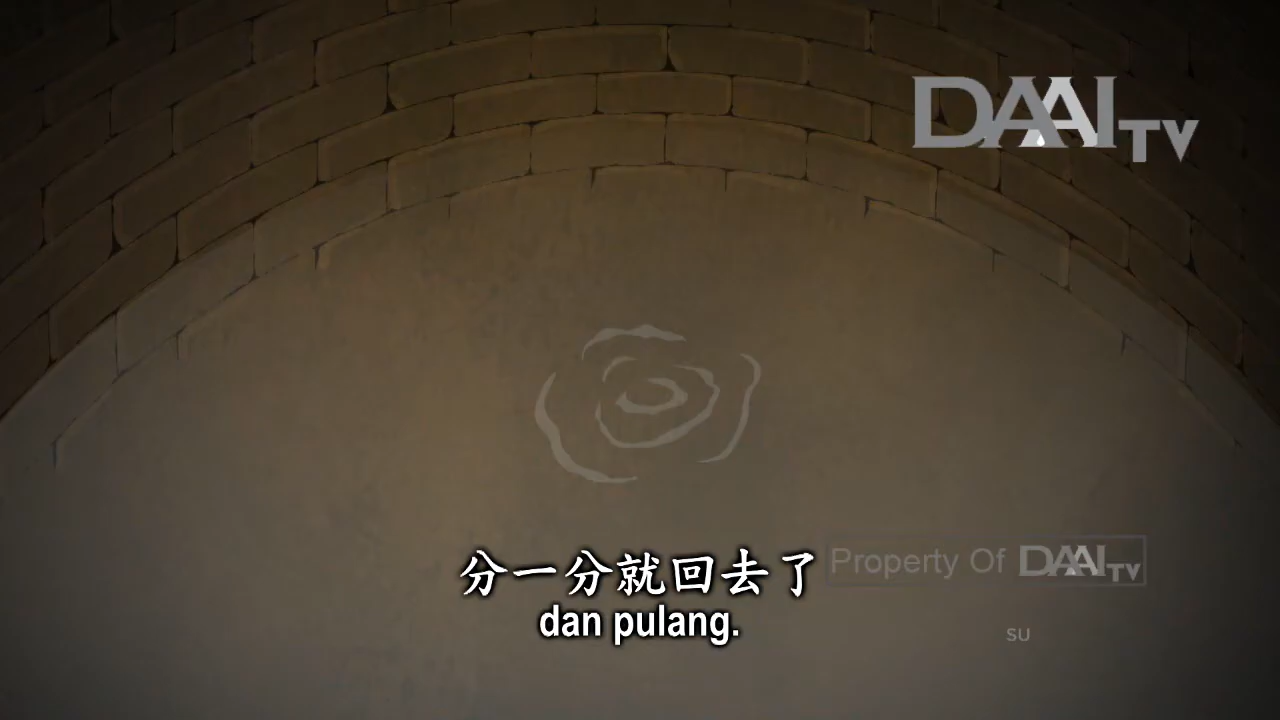 DAAI TV
Property Of DAAI TV
分一分就回去了
dan pulang.
SU